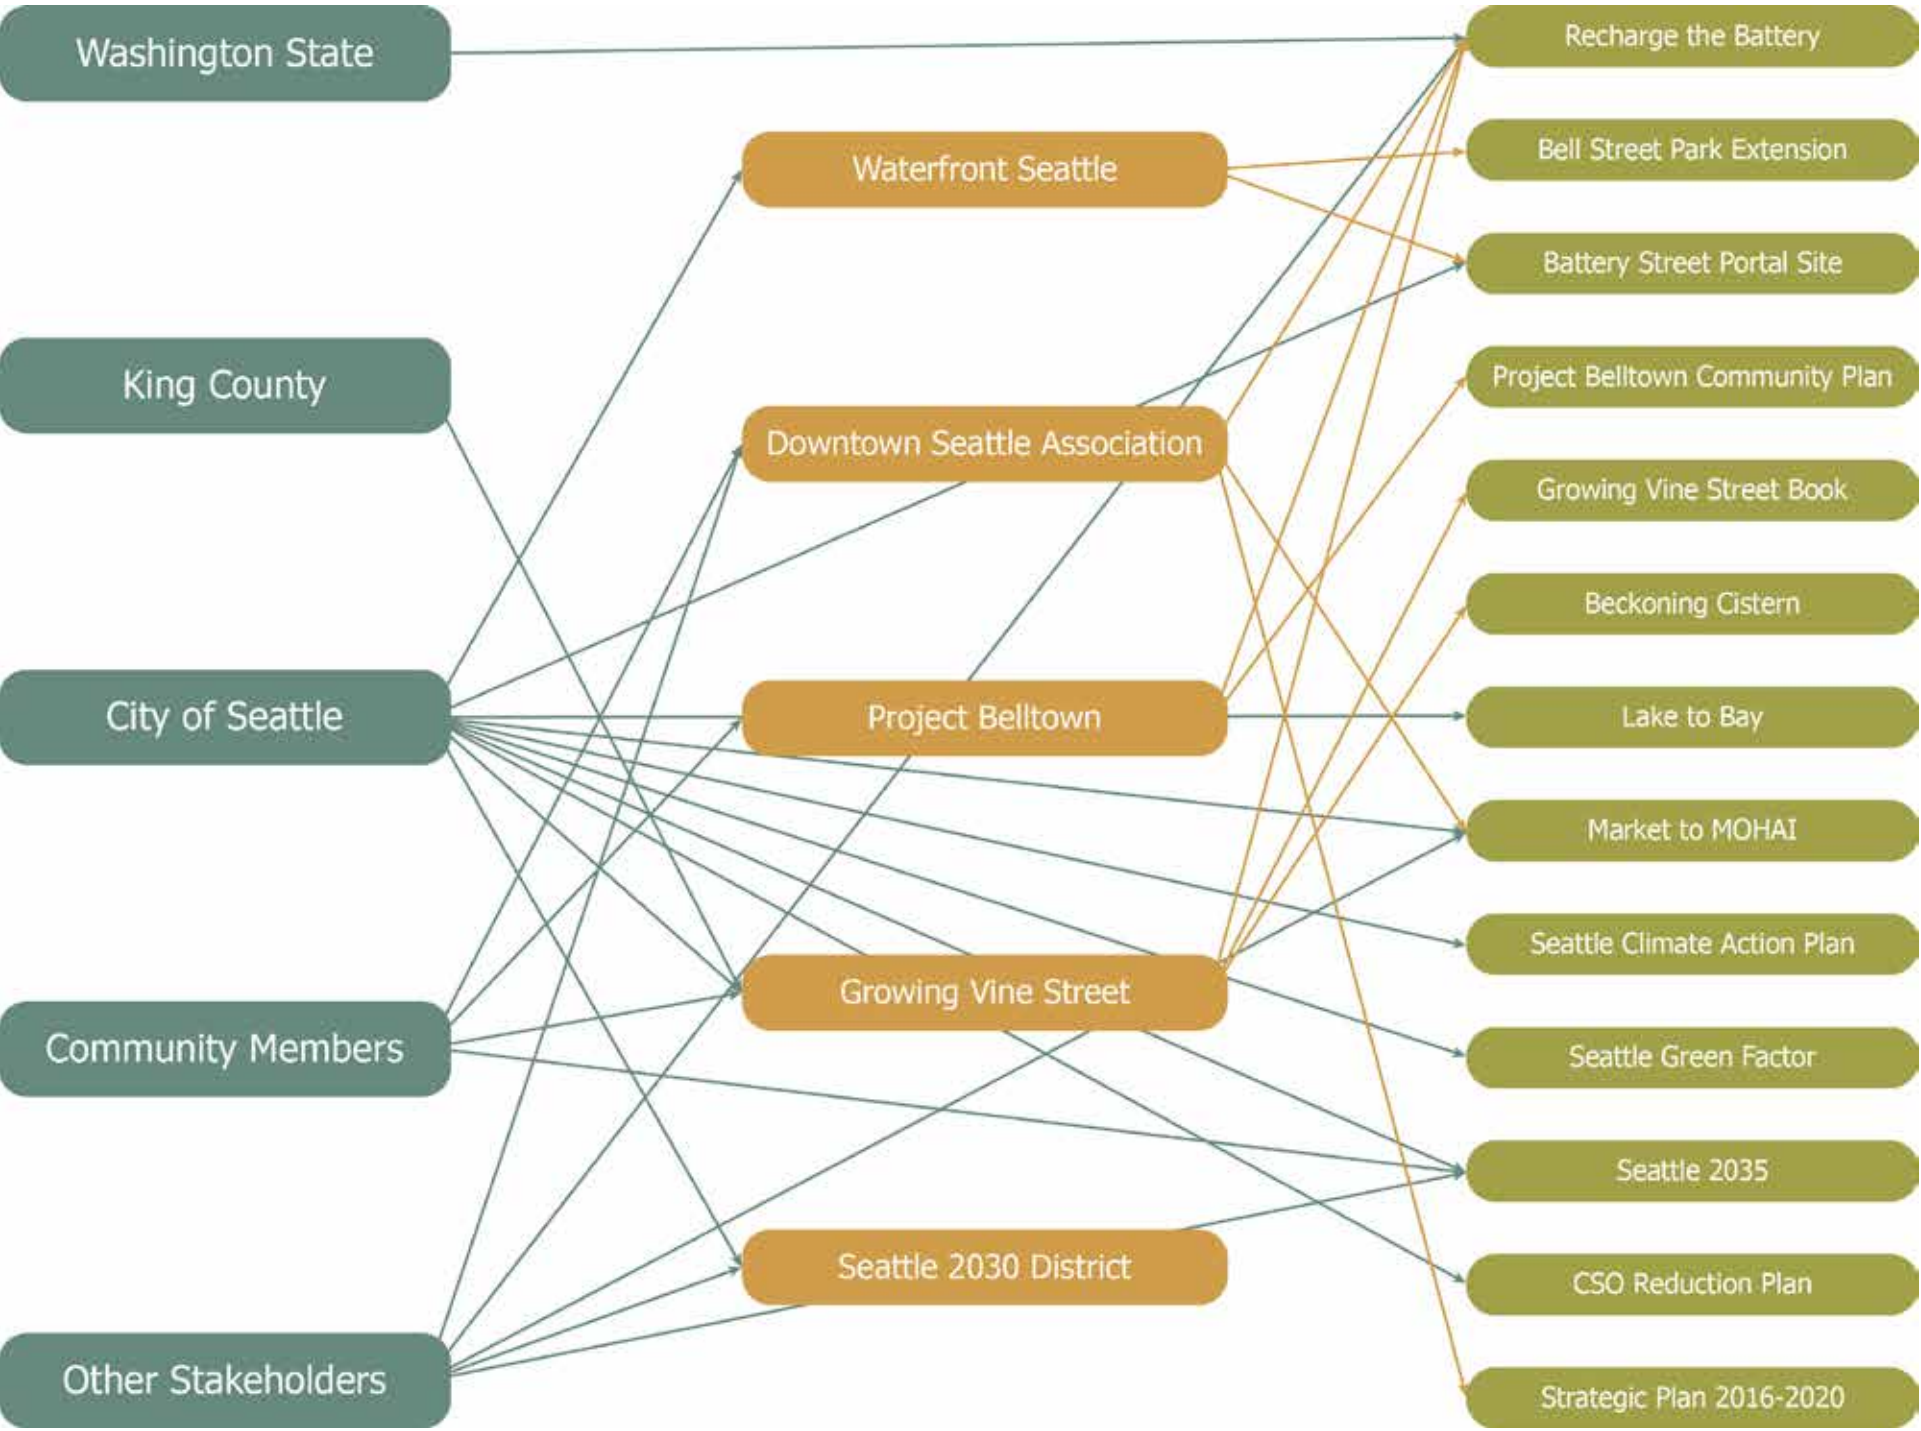 Washington State
King County
City of Seattle
Community Members
Other Stakeholders
Waterfront Seattle
Downtown Seattle Association
Project Belltown
Growing Vine Street
Seattle 2030 District
Recharge the Battery
Bell Street Park Extension
Battery Street Portal Site
Project Belltown Community Plan
Growing Vine Street Book
Beckoning Cistern
Lake to Bay
Market to MOHAI
Seattle Climate Action Plan
Seattle Green Factor
Seattle 2035
CSO Reduction Plan
Strategic Plan 2016-2020